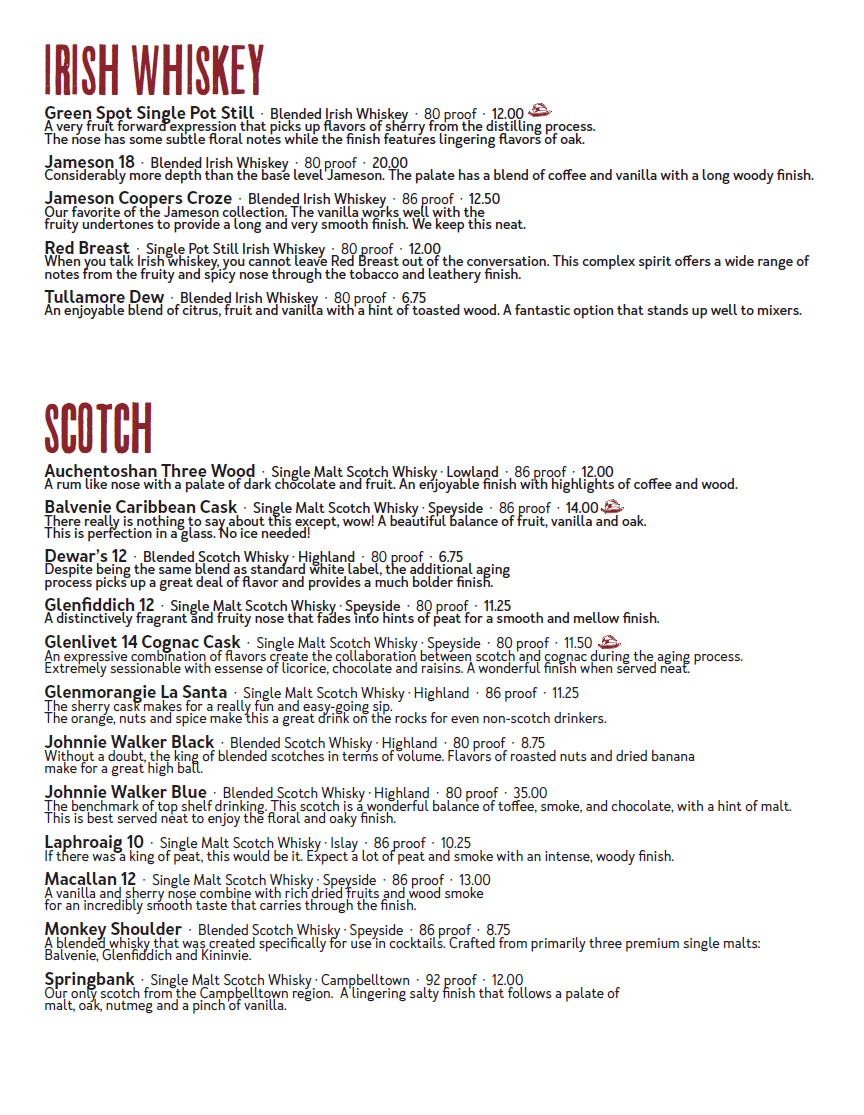 IRISH WHISKEY
Green Spot Single Pot Still · Blended Irish Whiskey · 80 proof · 12.00
A very fruit forward expression that picks up flavors of sherry from the distilling process.
The nose has some subtle floral notes while the finish features lingering flavors of oak.
Jameson 18 · Blended Irish Whiskey · 80 proof · 20.00
Considerably more depth than the base level Jameson. The palate has a blend of coffee and vanilla with a long woody finish.
Jameson Coopers Croze · Blended Irish Whiskey · 86 proof · 12.50
Our favorite of the Jameson collection. The vanilla works well with the
fruity undertones to provide a long and very smooth finish. We keep this neat.
Red Breast · Single Pot Still Irish Whiskey · 80 proof · 12.00
When you talk Irish whiskey, you cannot leave Red Breast out of the conversation. This complex spirit offers a wide range of
notes from the fruity and spicy nose through the tobacco and leathery finish.
Tullamore Dew · Blended Irish Whiskey · 80 proof · 6.75
An enjoyable blend of citrus, fruit and vanilla with a hint of toasted wood. A fantastic option that stands up well to mixers.
SCOTCH
Auchentoshan Three Wood · Single Malt Scotch Whisky · Lowland · 86 proof · 12.00
A rum like nose with a palate of dark chocolate and fruit. An enjoyable finish with highlights of coffee and wood.
Balvenie Caribbean Cask · Single Malt Scotch Whisky · Speyside · 86 proof · 14.00
There really is nothing to say about this except, wow! A beautiful balance of fruit, vanilla and oak.
This is perfection in a glass. No ice needed!
Dewar's 12 · Blended Scotch Whisky · Highland · 80 proof · 6.75
Despite being the same blend as standard white label, the additional aging
process picks up a great deal of flavor and provides a much bolder finish.
Glenfiddich 12 · Single Malt Scotch Whisky · Speyside · 80 proof · 11.25
A distinctively fragrant and fruity nose that fades into hints of peat for a smooth and mellow finish.
Glenlivet 14 Cognac Cask · Single Malt Scotch Whisky · Speyside · 80 proof · 11.50
An expressive combination of flavors create the collaboration between scotch and cognac during the aging process.
Extremely sessionable with essense of licorice, chocolate and raisins. A wonderful finish when served neat.
Glenmorangie La Santa · Single Malt Scotch Whisky · Highland · 86 proof · 11.25
The sherry cask makes for a really fun and easy-going sip.
The orange, nuts and spice make this a great drink on the rocks for even non-scotch drinkers.
Johnnie Walker Black · Blended Scotch Whisky · Highland · 80 proof · 8.75
Without a doubt, the king of blended scotches in terms of volume. Flavors of roasted nuts and dried banana
make for a great high ball.
Johnnie Walker Blue · Blended Scotch Whisky · Highland · 80 proof · 35.00
The benchmark of top shelf drinking. This scotch is a wonderful balance of toffee, smoke, and chocolate, with a hint of malt.
This is best served neat to enjoy the floral and oaky finish.
Laphroaig 10 · Single Malt Scotch Whisky · Islay · 86 proof · 10.25
If there was a king of peat, this would be it. Expect a lot of peat and smoke with an intense, woody finish.
Macallan 12 · Single Malt Scotch Whisky · Speyside · 86 proof · 13.00
A vanilla and sherry nose combine with rich dried fruits and wood smoke
for an incredibly smooth taste that carries through the finish.
Monkey Shoulder · Blended Scotch Whisky · Speyside · 86 proof · 8.75
A blended whisky that was created specifically for use in cocktails. Crafted from primarily three premium single malts:
Balvenie, Glenfiddich and Kininvie.
Springbank · Single Malt Scotch Whisky · Campbelltown · 92 proof · 12.00
Our only scotch from the Campbelltown region. A lingering salty finish that follows a palate of
malt, oak, nutmeg and a pinch of vanilla.